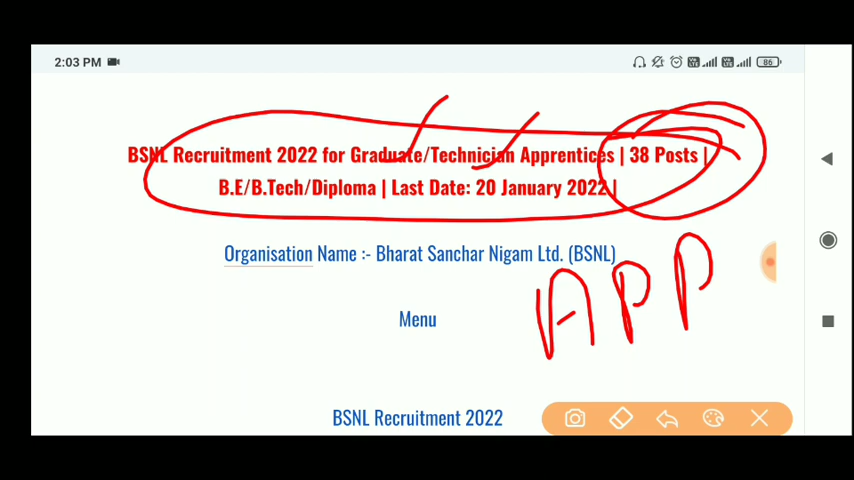 2:03 PM
86
BSNL Recruitment 2022 for Graduate/Technician Apprentices | 38 Posts |
B.E/B.Tech/Diploma | Last Date: 20 January 2022 |
Organisation Name :- Bharat Sanchar Nigam Ltd. (BSNL)
APP
Menu
BSNL Recruitment 2022